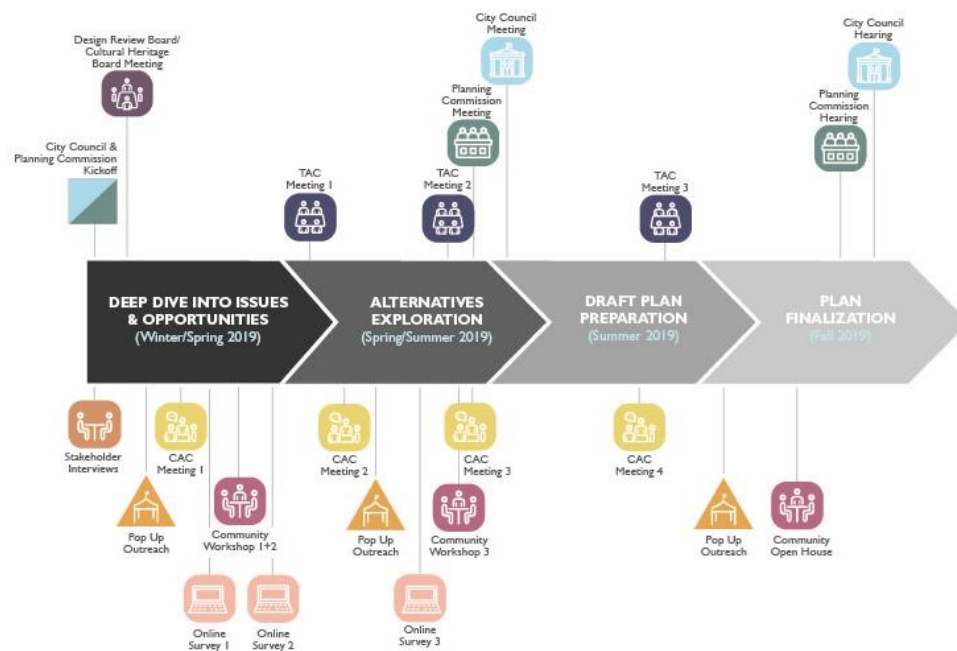 City Council
Meeting
City Council
Hearing
Design Review Board/
Cultural Heritage
Board Meeting
Planning
Commission
Meeting
Planning
Commission
Hearing
City Council &
Planning Commission
Kickoff
TAC
Meeting 1
TAC
Meeting 2
TAC
Meeting 3
DEEP DIVE INTO ISSUES
& OPPORTUNITIES
(Winter/Spring 2019)
ALTERNATIVES
EXPLORATION
(Spring/Summer 2019)
DRAFT PLAN
PREPARATION
(Summer 2019)
PLAN
FINALIZATION
(Fall 2019)
Stakeholder
Interviews
CAC
Meeting 1
CAC
Meeting 2
CAC
Meeting 3
CAC
Meeting 4
Pop Up
Outreach
Community
Workshop 1+2
Pop Up
Outreach
Community
Workshop 3
Pop Up
Outreach
Community
Open House
Online
Survey 1
Online
Survey 2
Online
Survey 3